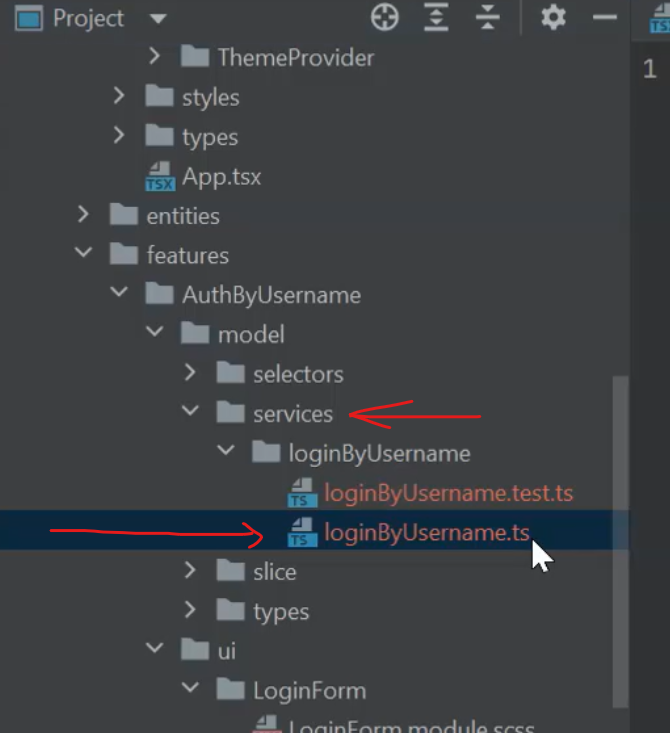 Project
ThemeProvider
styles
types
TSX App.tsx
entities
features
AuthByUsername
model
selectors
services
loginByUsername
TS loginByUsername.test.ts
TS loginByUsername.ts
slice
types
ui
LoginForm
LoginForm.module.scss
TS
1